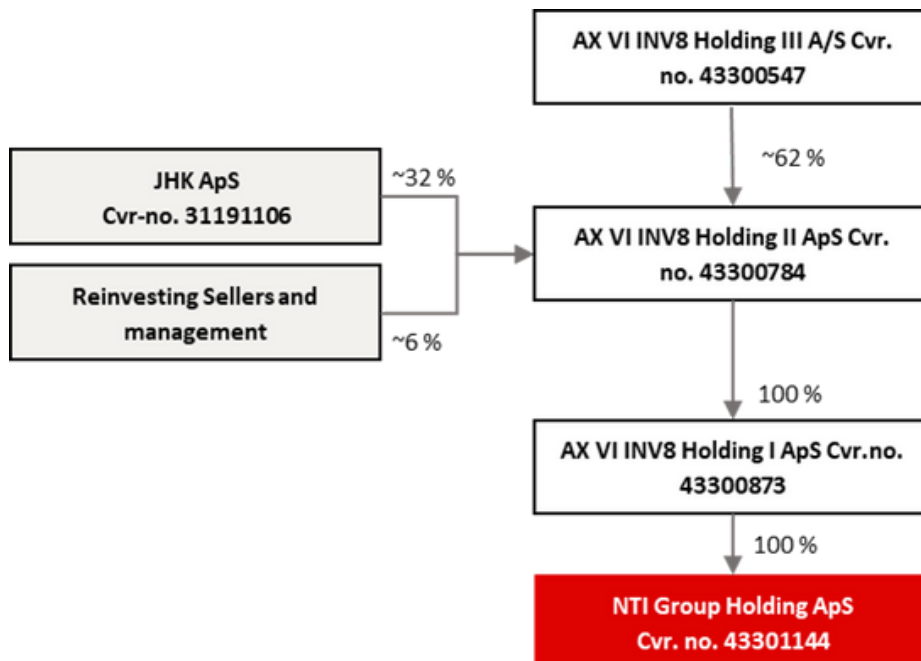 AX VI INV8 Holding III A/S Cvr.
no. 43300547
~62 %
JHK ApS
Cvr-no. 31191106
~32 %
AX VI INV8 Holding II ApS Cvr.
no. 43300784
Reinvesting Sellers and
management
~6 %
100 %
AX VI INV8 Holding I ApS Cvr.no.
43300873
100 %
NTI Group Holding ApS
Cvr. no. 43301144